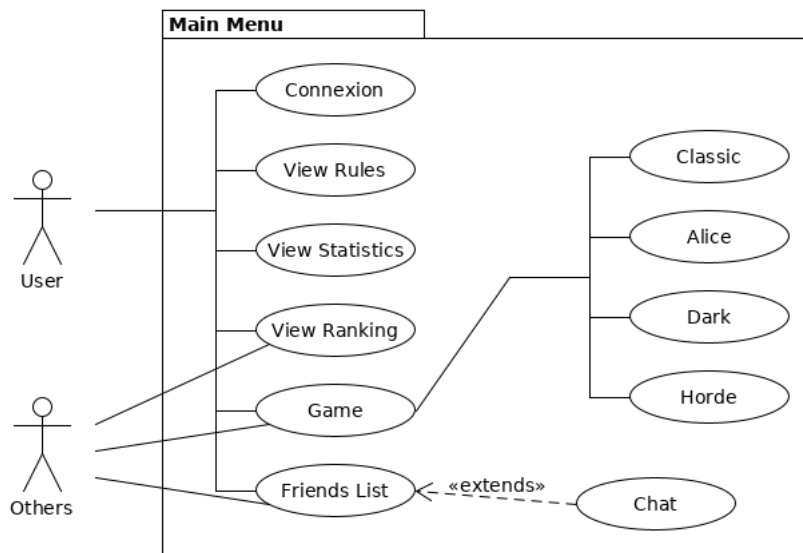 Main Menu
Connexion
View Rules
View Statistics
View Ranking
Game
Friends List
Classic
Alice
Dark
Horde
«extends»
Chat
User
Others